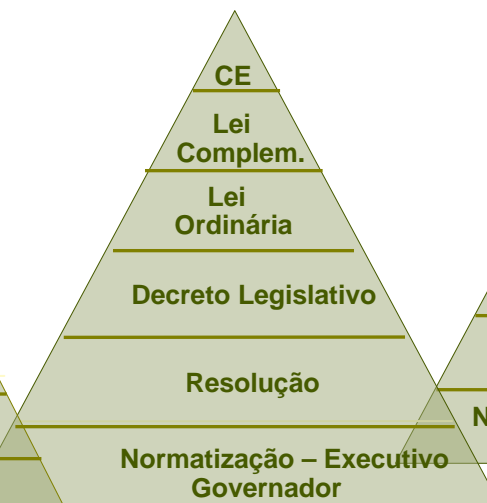 CE
Lei
Complem.
Lei
Ordinária
Decreto Legislativo
Resolução
N
Normatização – Executivo
Governador